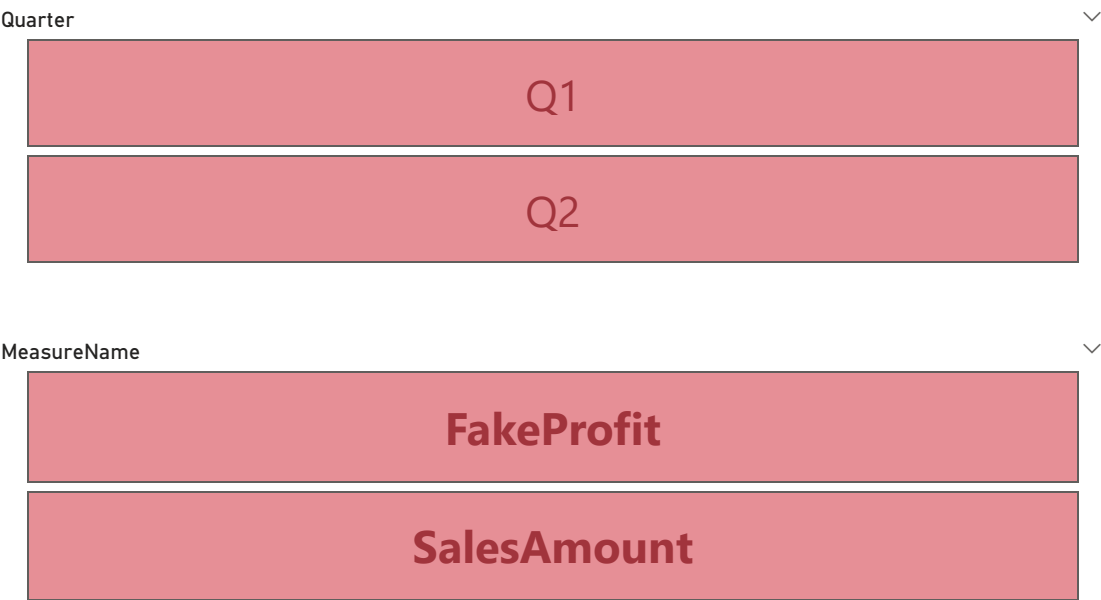 Quarter
Q1
Q2
MeasureName
FakeProfit
SalesAmount